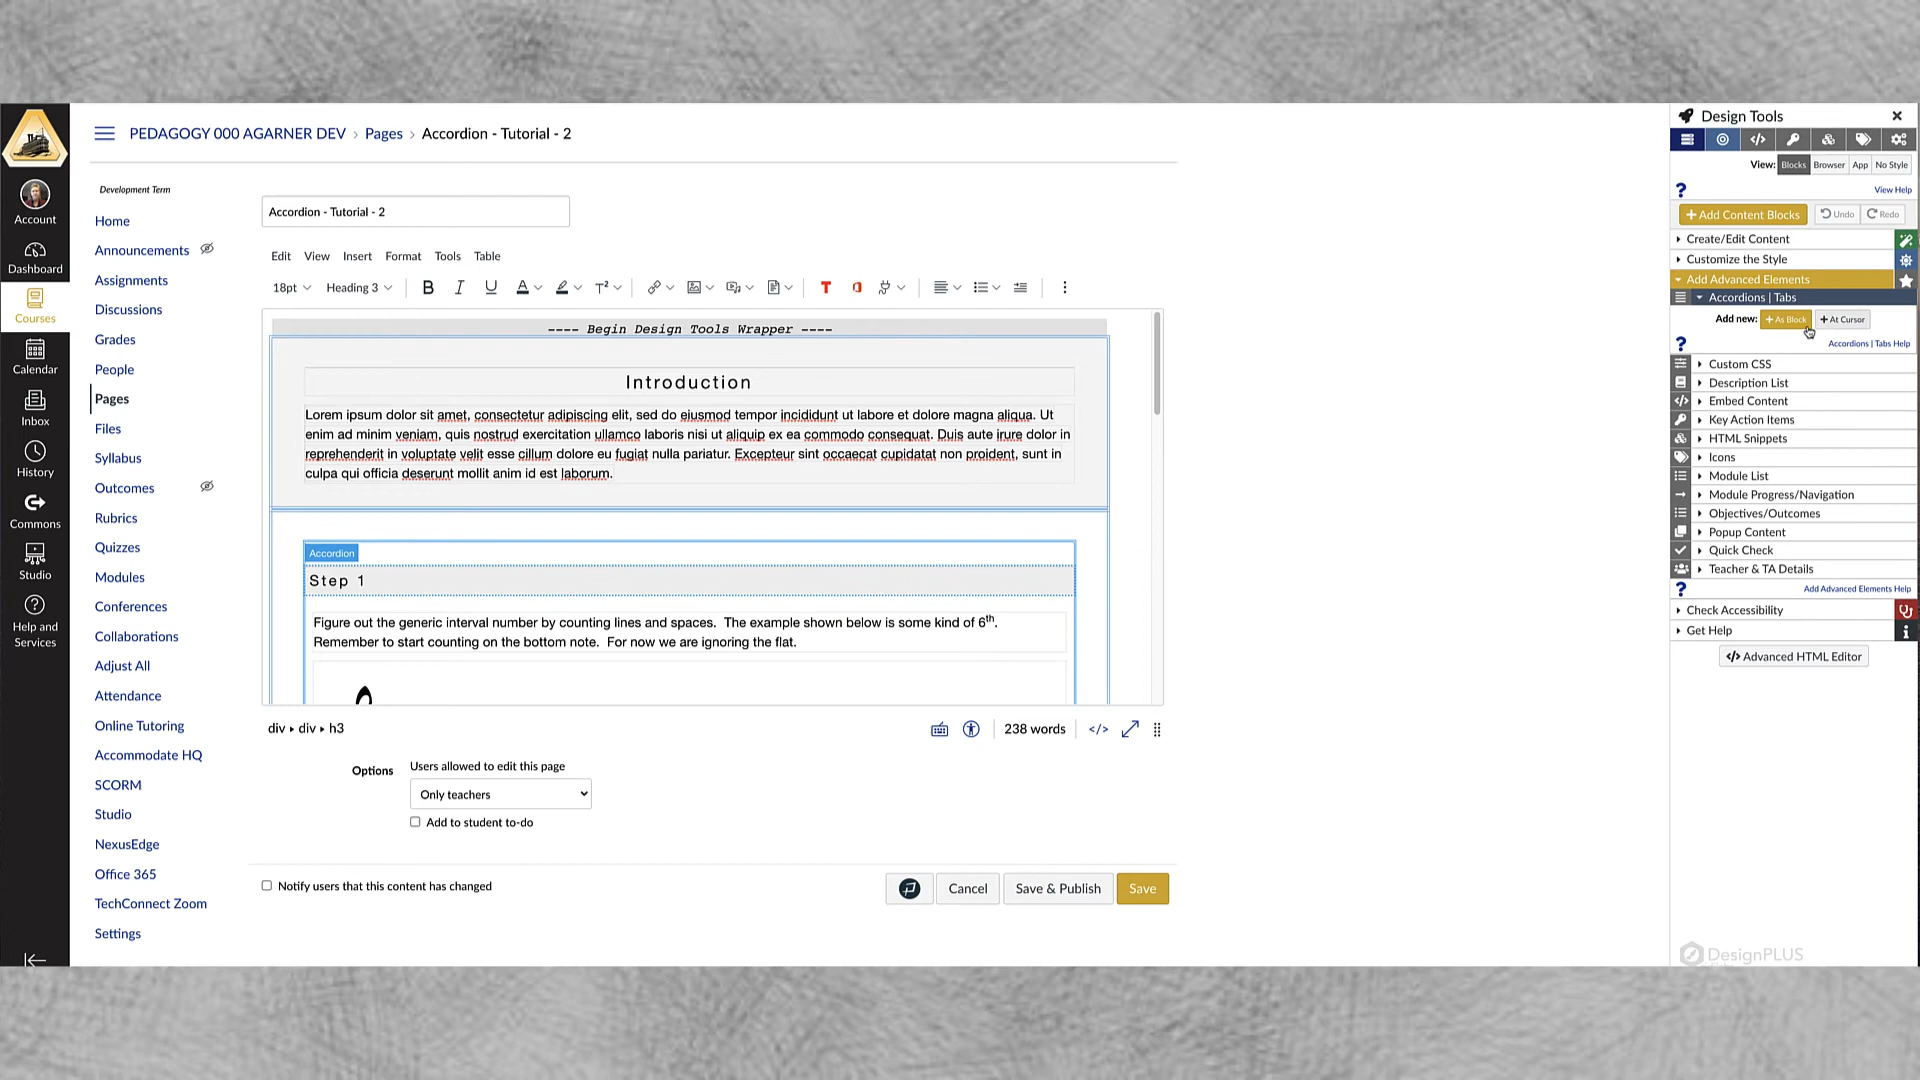 Design Tools
PEDAGOGY 000 AGARNER DEV › Pages › Accordion - Tutorial - 2
View: Blocks Browser App No Style
Development Term
View Help
Account
Dashboard
Courses
Calendar
Inbox
History
Commons
Studio
Help and
Services
Home
Announcements
Assignments
Discussions
Grades
People
Pages
Files
Syllabus
Outcomes
Rubrics
Quizzes
Modules
Conferences
Collaborations
Adjust All
Attendance
Online Tutoring
Accommodate HQ
SCORM
Studio
NexusEdge
Office 365
TechConnect Zoom
Settings
Accordion - Tutorial - 2
Edit View Insert Format Tools Table
18pt Heading 3 B I U A T²
---- Begin Design Tools Wrapper ----
Introduction
Lorem ipsum dolor sit amet, consectetur adipiscing elit, sed do eiusmod tempor incididunt ut labore et dolore magna aliqua. Ut
enim ad minim veniam, quis nostrud exercitation ullamco laboris nisi ut aliquip ex ea commodo consequat. Duis aute irure dolor in
reprehenderit in voluptate velit esse cillum dolore eu fugiat nulla pariatur. Excepteur sint occaecat cupidatat non proident, sunt in
culpa qui officia deserunt mollit anim id est laborum.
Accordion
Step 1
Figure out the generic interval number by counting lines and spaces. The example shown below is some kind of 6th.
Remember to start counting on the bottom note. For now we are ignoring the flat.
div ▸ div ▸ h3
238 words </>
Options Users allowed to edit this page
Only teachers
Add to student to-do
Notify users that this content has changed
Cancel Save & Publish Save
+ Add Content Blocks Undo Redo
Create/Edit Content
Customize the Style
Add Advanced Elements
Accordions | Tabs
Add new: + As Block + At Cursor
? Accordions | Tabs Help
Custom CSS
Description List
Embed Content
Key Action Items
HTML Snippets
Icons
Module List
Module Progress/Navigation
Objectives/Outcomes
Popup Content
Quick Check
Teacher & TA Details
? Add Advanced Elements Help
Check Accessibility
Get Help
</> Advanced HTML Editor
DesignPLUS